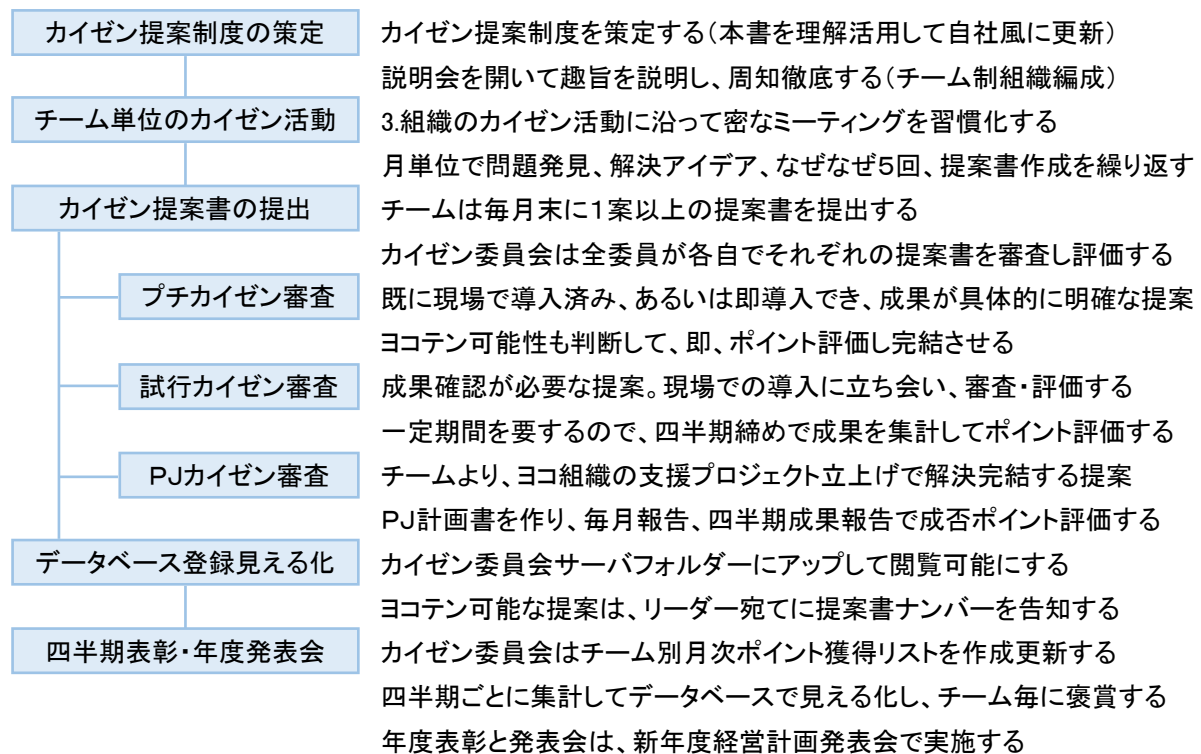 カイゼン提案制度の策定 カイゼン提案制度を策定する（本書を理解活用して自社風に更新）
説明会を開いて趣旨を説明し、周知徹底する（チーム制組織編成）
チーム単位のカイゼン活動 3.組織のカイゼン活動に沿って密なミーティングを習慣化する
月単位で問題発見、解決アイデア、なぜなぜ５回、提案書作成を繰り返す
カイゼン提案書の提出 チームは毎月末に１案以上の提案書を提出する
カイゼン委員会は全委員が各自でそれぞれの提案書を審査し評価する
プチカイゼン審査 既に現場で導入済み、あるいは即導入でき、成果が具体的に明確な提案
ヨコテン可能性も判断して、即、ポイント評価し完結させる
試行カイゼン審査 成果確認が必要な提案。現場での導入に立ち会い、審査・評価する
一定期間を要するので、四半期締めで成果を集計してポイント評価する
ＰＪカイゼン審査 チームより、ヨコ組織の支援プロジェクト立上げで解決完結する提案
ＰＪ計画書を作り、毎月報告、四半期成果報告で成否ポイント評価する
データベース登録見える化 カイゼン委員会サーバフォルダーにアップして閲覧可能にする
ヨコテン可能な提案は、リーダー宛てに提案書ナンバーを告知する
四半期表彰・年度発表会 カイゼン委員会はチーム別月次ポイント獲得リストを作成更新する
四半期ごとに集計してデータベースで見える化し、チーム毎に褒賞する
年度表彰と発表会は、新年度経営計画発表会で実施する